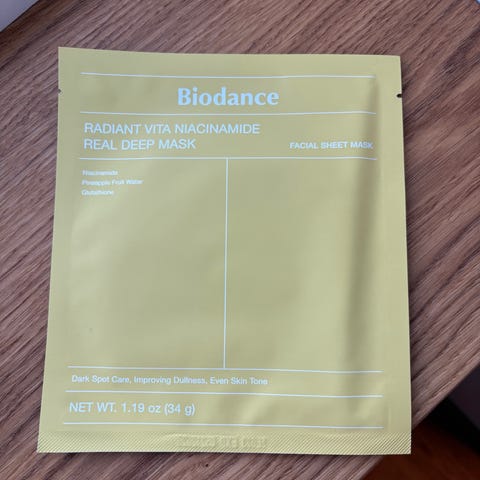 Biodance
RADIANT VITA NIACINAMIDE
REAL DEEP MASK
FACIAL SHEET MASK
Niacinamide
Pineapple Fruit Water
Glutathione
Dark Spot Care, Improving Dullness, Even Skin Tone
NET WT. 1.19 oz (34 g)